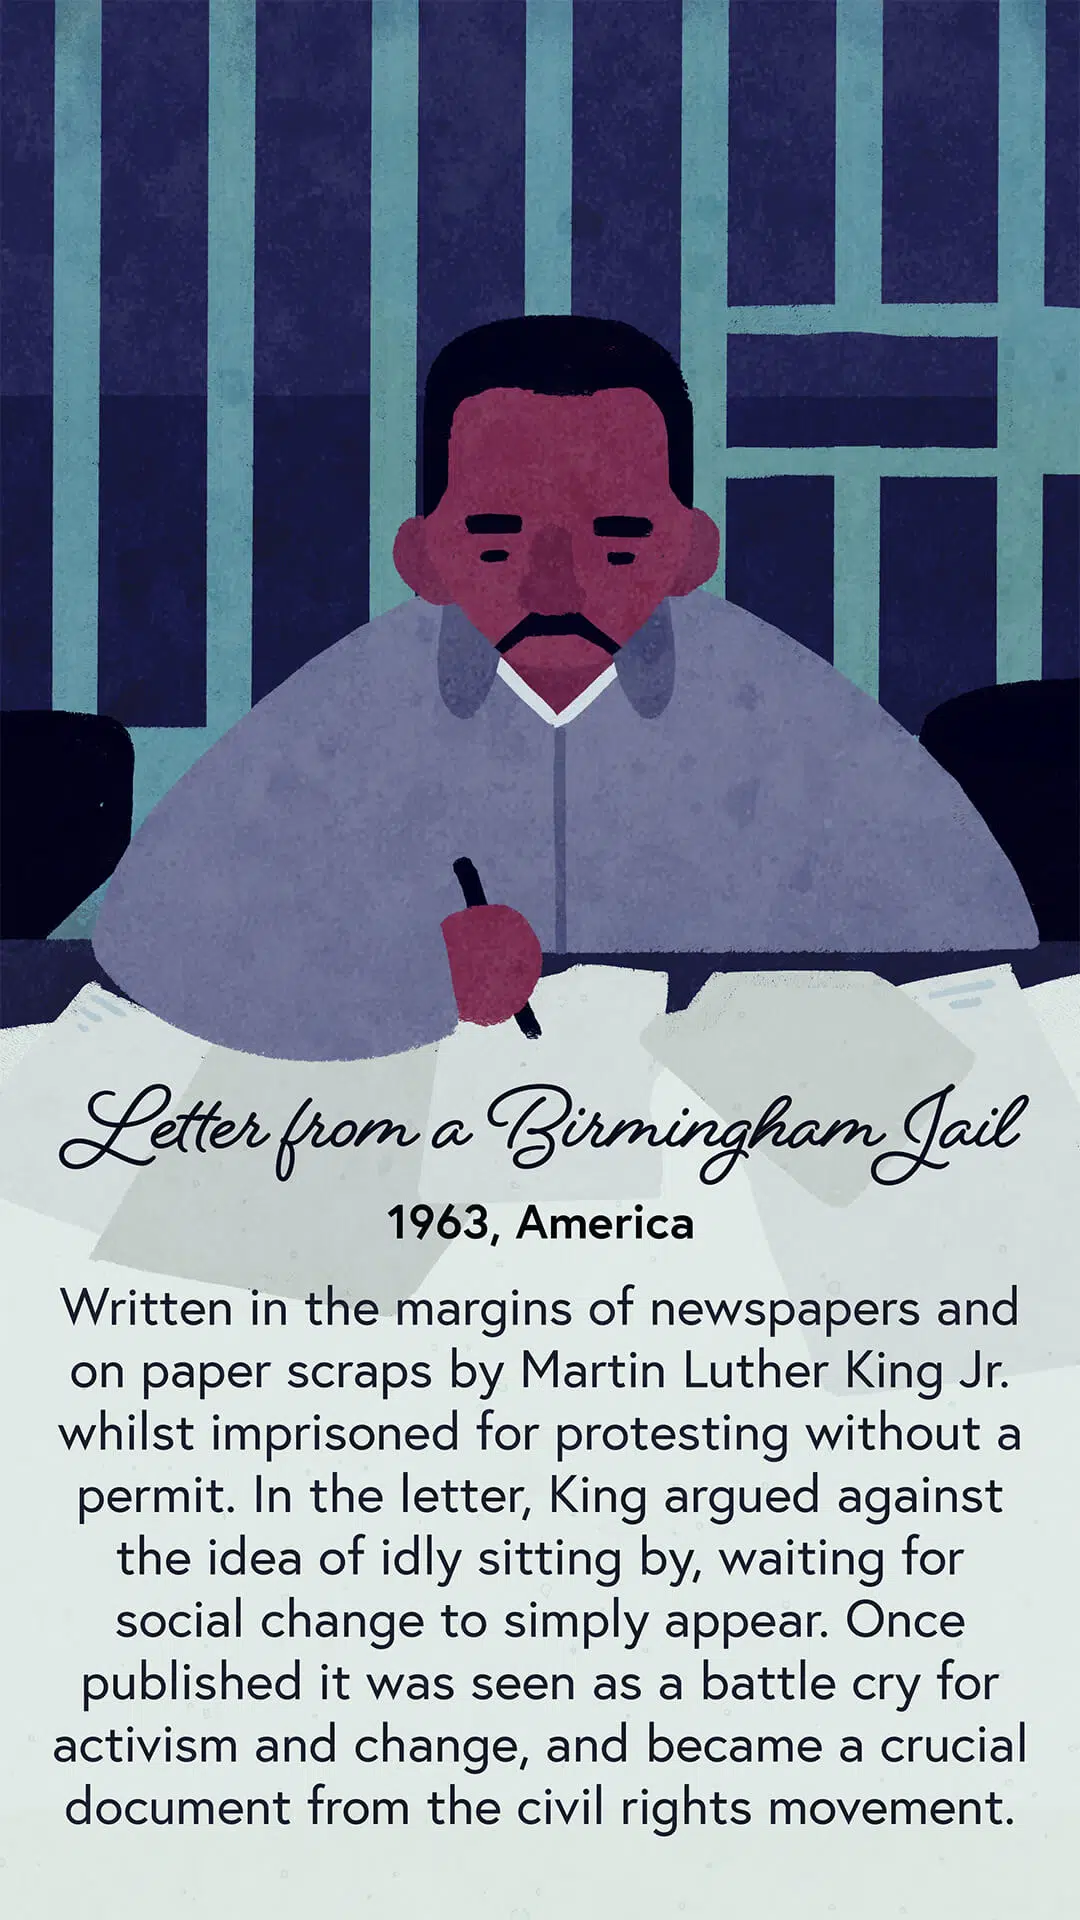 Letter from a Birmingham Jail
1963, America
Written in the margins of newspapers and
on paper scraps by Martin Luther King Jr.
whilst imprisoned for protesting without a
permit. In the letter, King argued against
the idea of idly sitting by, waiting for
social change to simply appear. Once
published it was seen as a battle cry for
activism and change, and became a crucial
document from the civil rights movement.